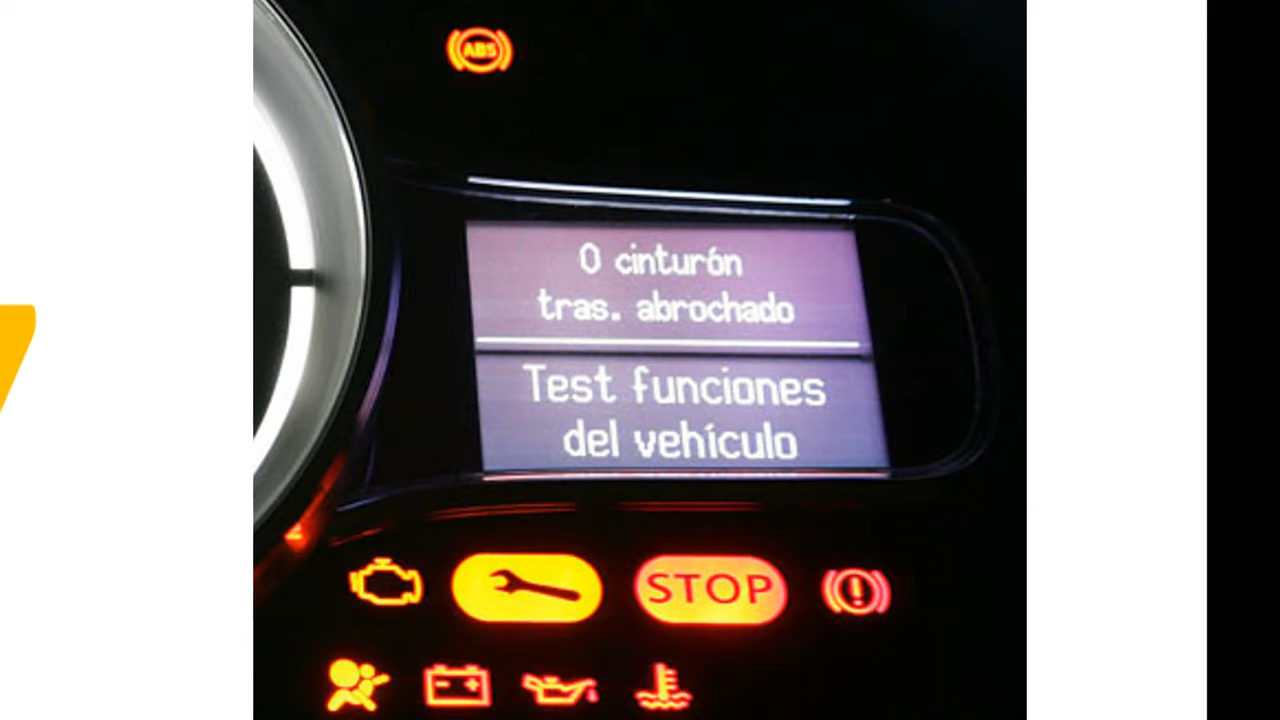 ABS
0 cinturón
tras. abrochado
Test funciones
del vehículo
STOP